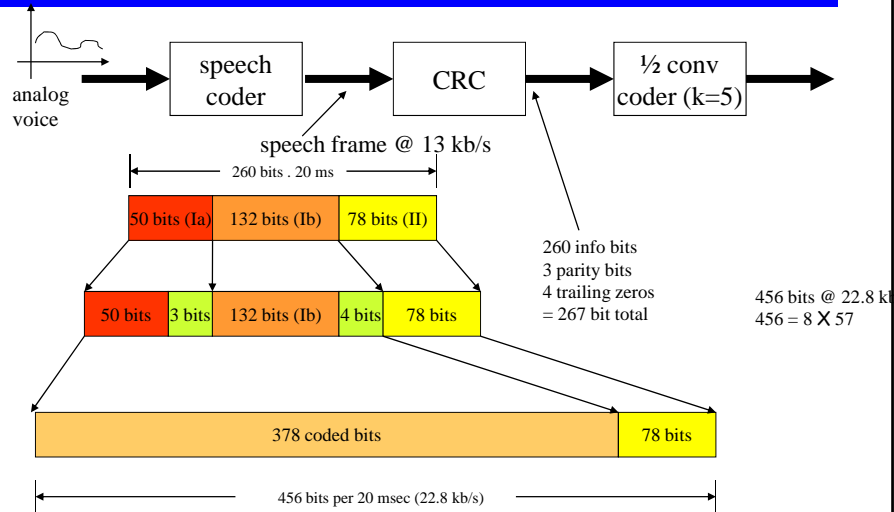 speech
coder
CRC
½ conv
coder (k=5)
analog
voice
speech frame @ 13 kb/s
260 bits . 20 ms
50 bits (Ia)
132 bits (Ib)
78 bits (II)
260 info bits
3 parity bits
4 trailing zeros
= 267 bit total
456 bits @ 22.8 kb
456 = 8 X 57
50 bits
3 bits
132 bits (Ib)
4 bits
78 bits
378 coded bits
78 bits
456 bits per 20 msec (22.8 kb/s)